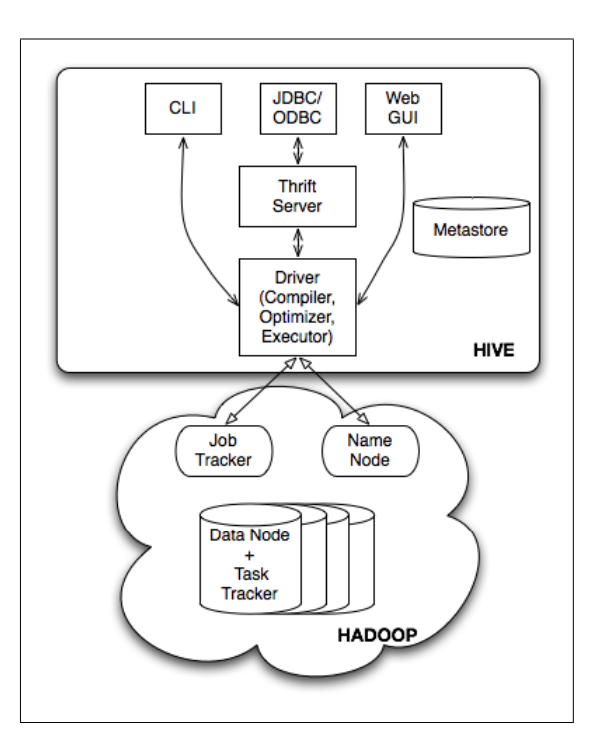 CLI
JDBC/
ODBC
Web
GUI
Thrift
Server
Metastore
Driver
(Compiler,
Optimizer,
Executor)
HIVE
Job
Tracker
Name
Node
Data Node
+
Task
Tracker
HADOOP